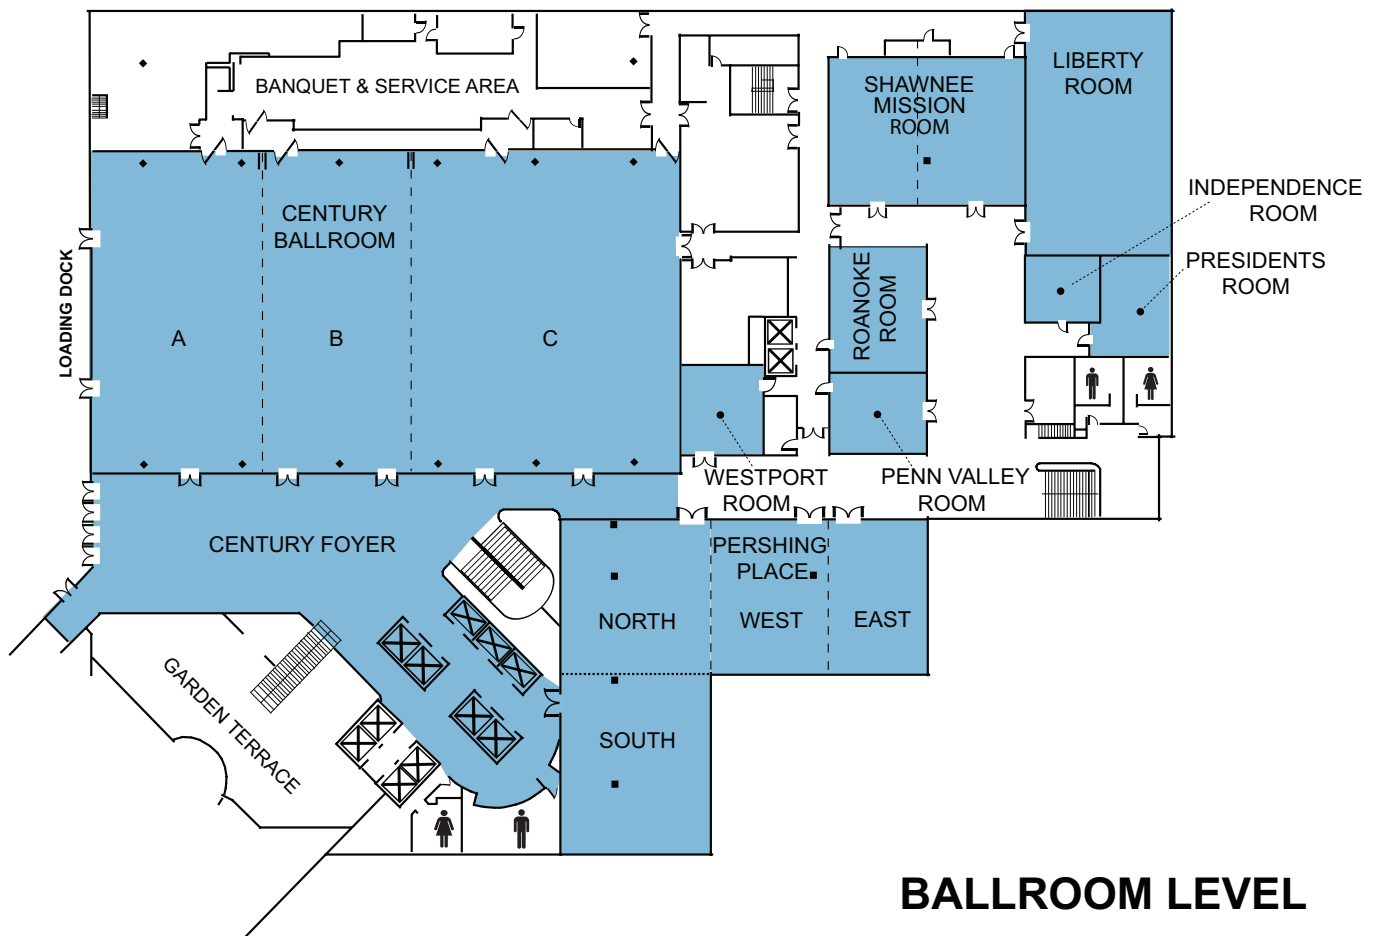 BANQUET & SERVICE AREA
SHAWNEE
MISSION
ROOM
LIBERTY
ROOM
INDEPENDENCE
ROOM
PRESIDENTS
ROOM
CENTURY
BALLROOM
LOADING DOCK
A
B
C
ROANOKE
ROOM
WESTPORT
ROOM
PENN VALLEY
ROOM
CENTURY FOYER
PERSHING
PLACE
NORTH
WEST
EAST
SOUTH
GARDEN TERRACE
BALLROOM LEVEL